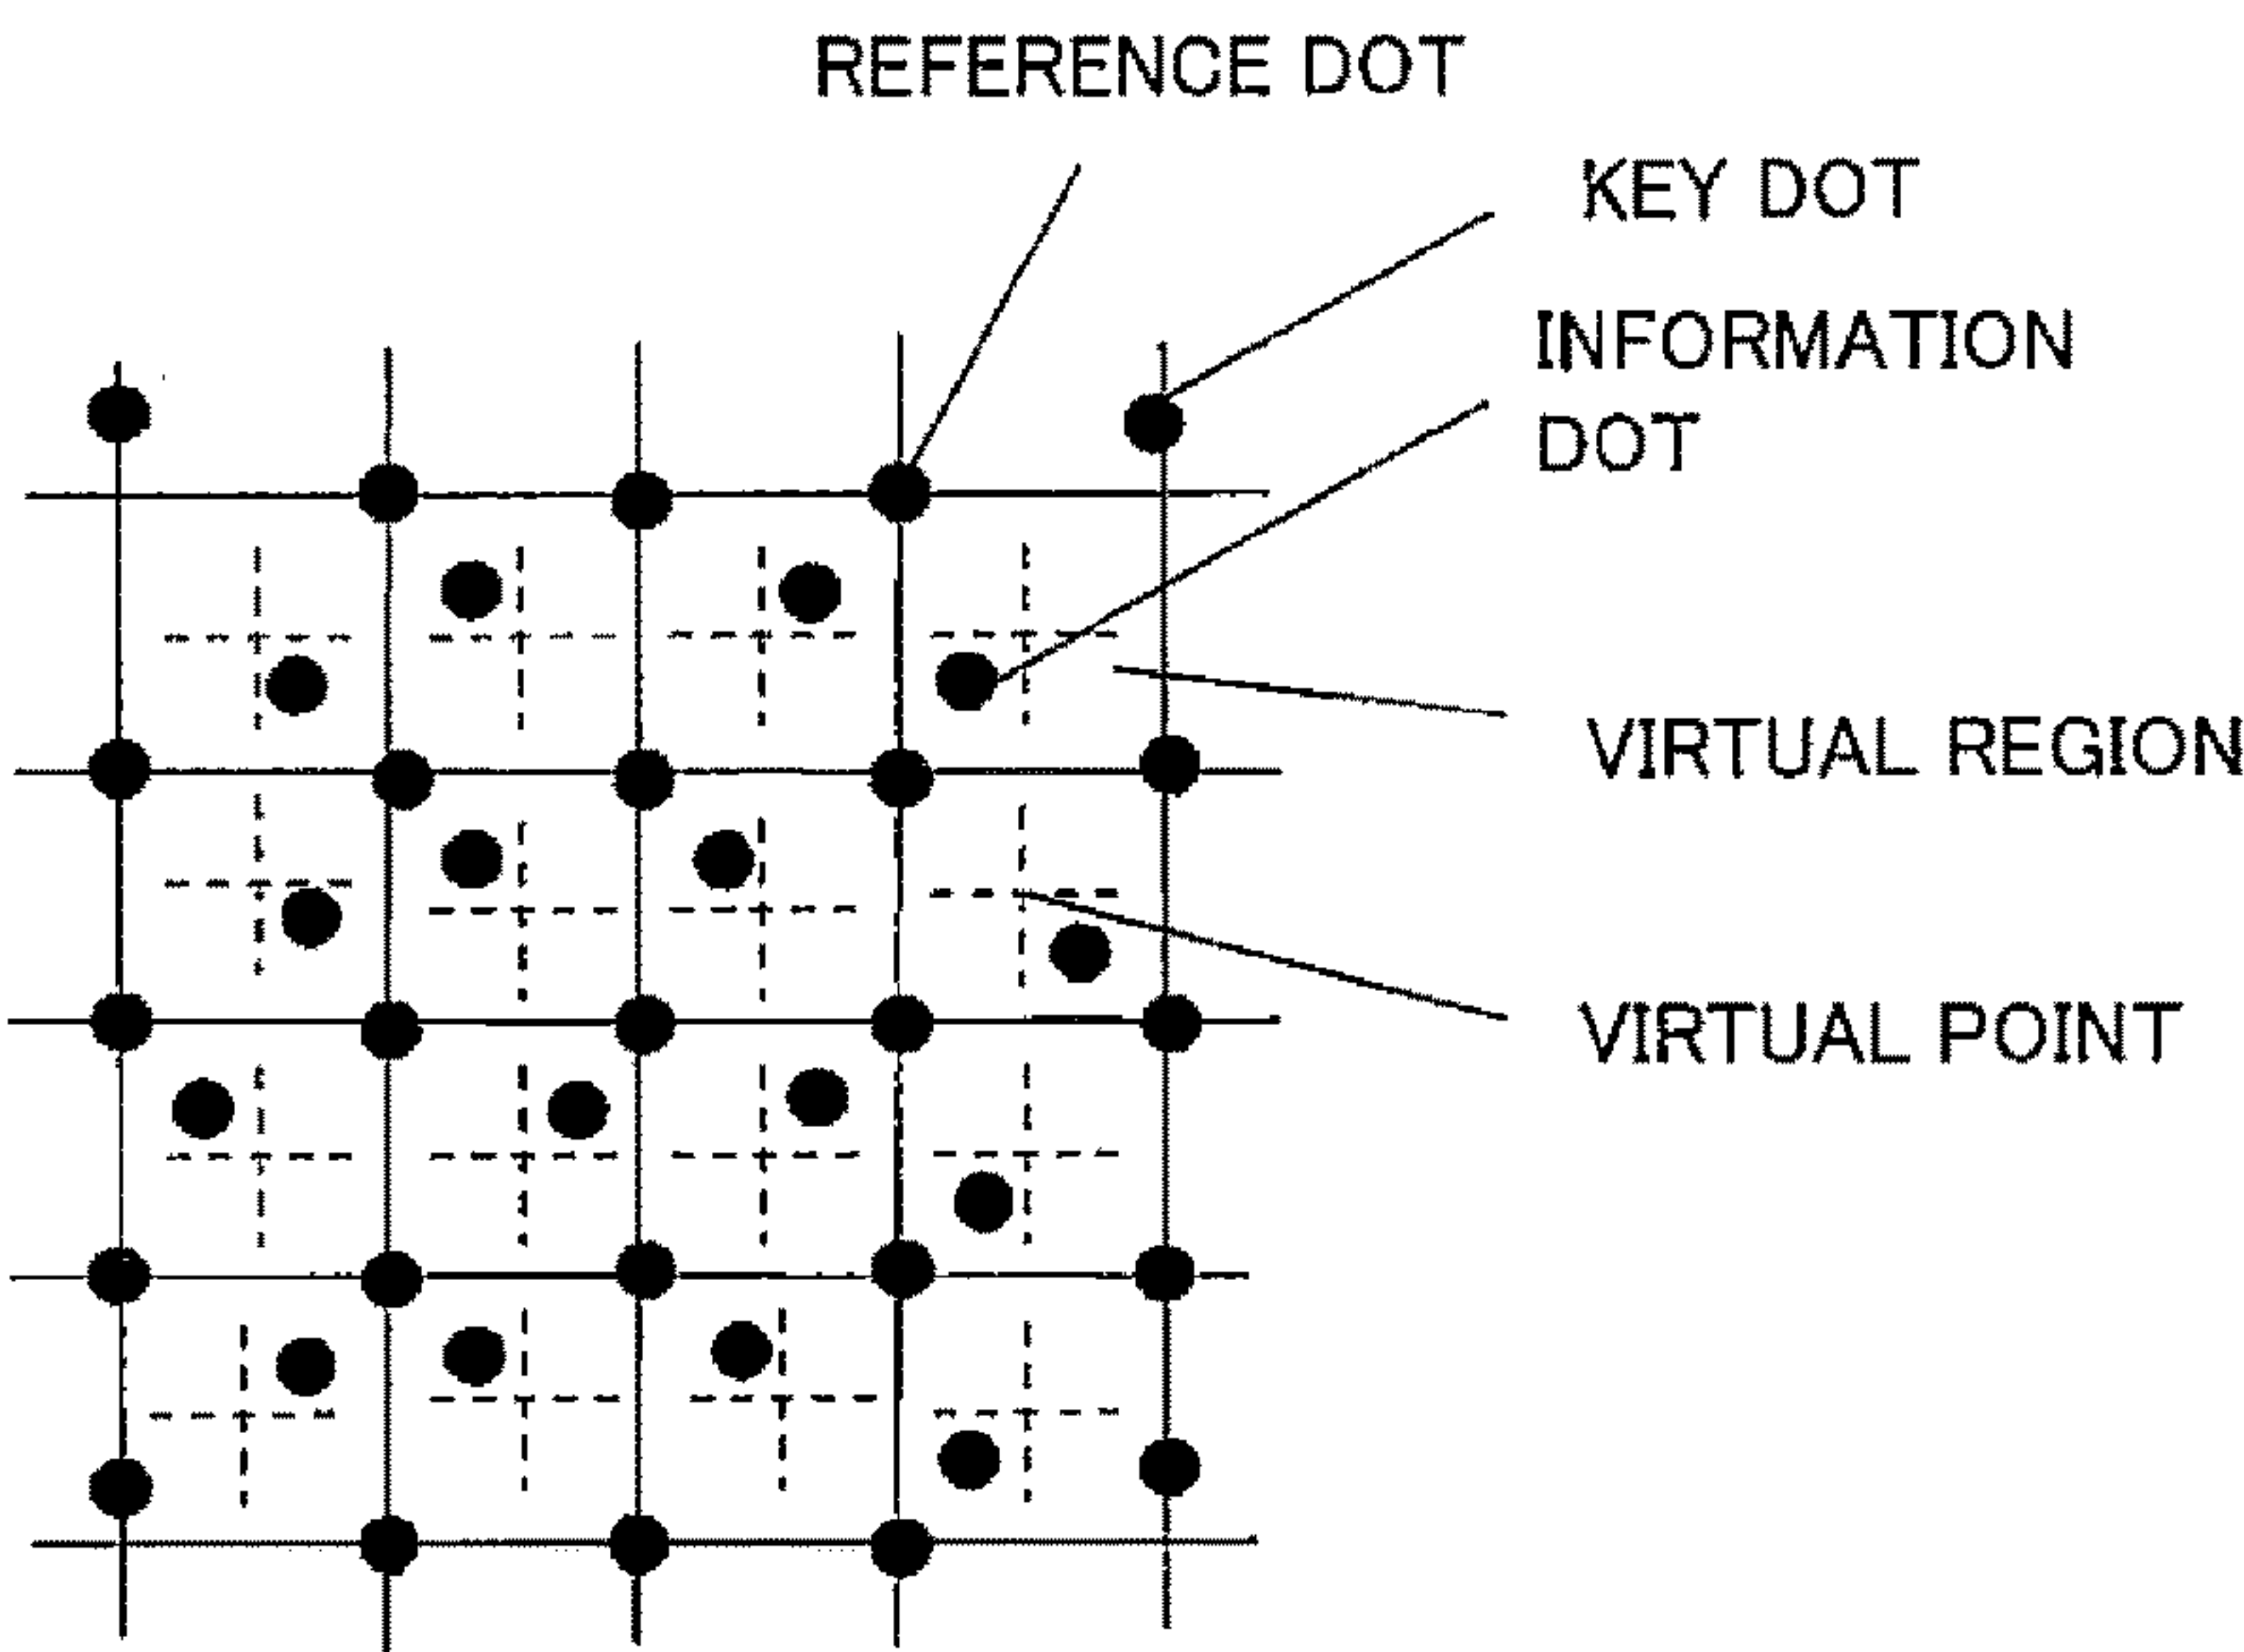 REFERENCE DOT
KEY DOT
INFORMATION
DOT
VIRTUAL REGION
VIRTUAL POINT